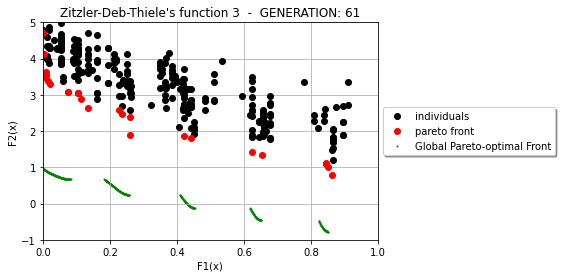 Zitzler-Deb-Thiele's function 3 - GENERATION: 61
5
4
3
2
1
0
−1
F2(x)
0.0 0.2 0.4 0.6 0.8 1.0
F1(x)
individuals
pareto front
Global Pareto-optimal Front